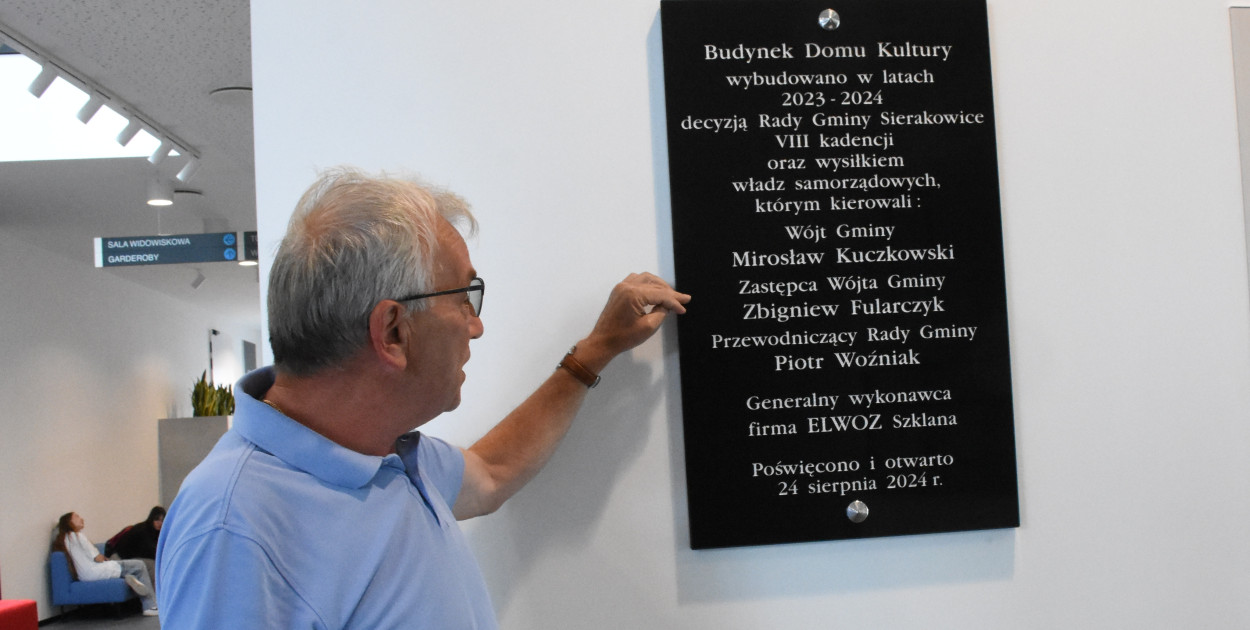 SALA WIDOWISKOWA
GARDEROBY
Budynek Domu Kultury
wybudowano w latach
2023 - 2024
decyzją Rady Gminy Sierakowice
VIII kadencji
oraz wysiłkiem
władz samorządowych,
którym kierowali :
Wójt Gminy
Mirosław Kuczkowski
Zastępca Wójta Gminy
Zbigniew Fularczyk
Przewodniczący Rady Gminy
Piotr Woźniak
Generalny wykonawca
firma ELWOZ Szklana
Poświęcono i otwarto
24 sierpnia 2024 r.